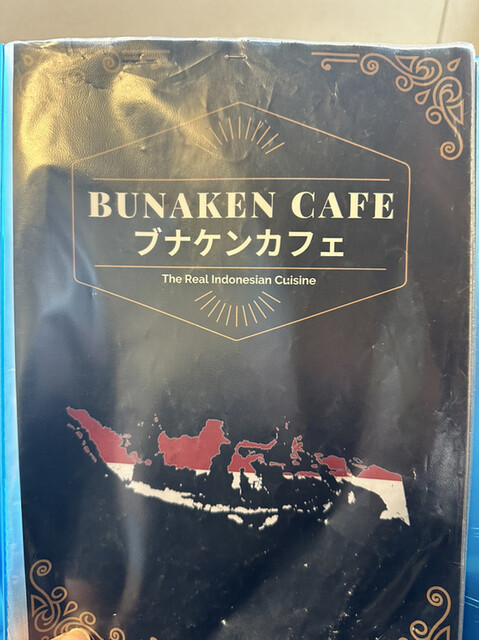 BUNAKEN CAFE
ブナケンカフェ
The Real Indonesian Cuisine